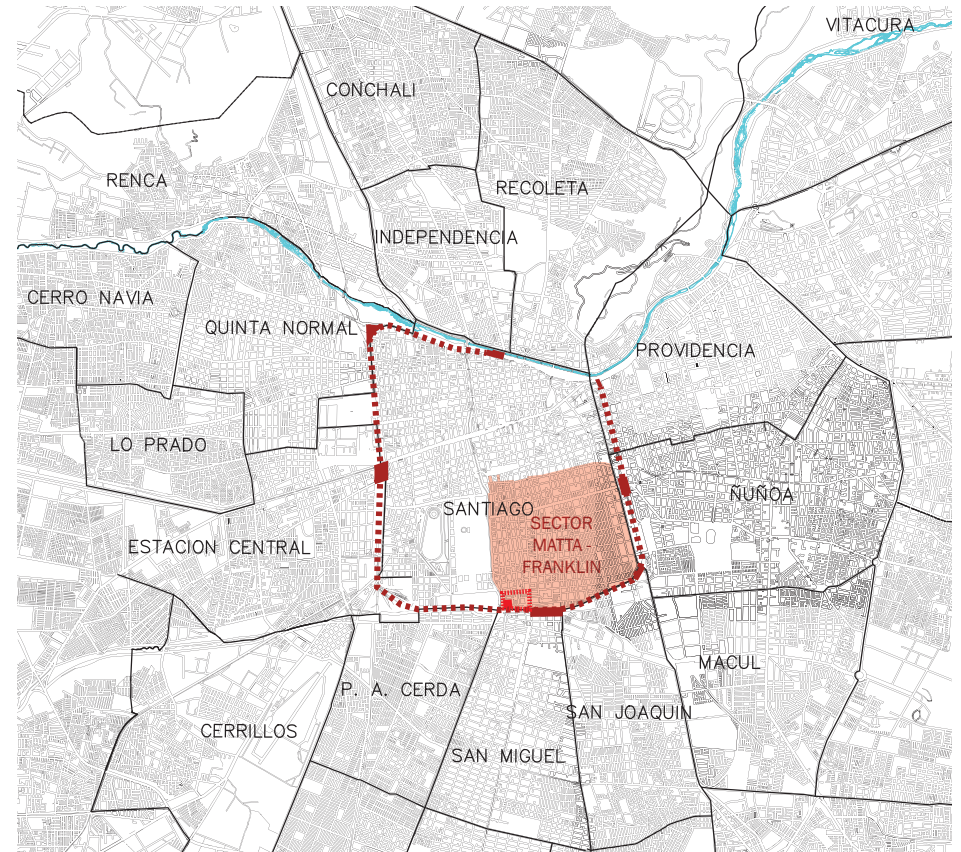 VITACURA
CONCHALI
RENCA
RECOLETA
INDEPENDENCIA
CERRO NAVIA
QUINTA NORMAL
PROVIDENCIA
LO PRADO
ÑUÑOA
SANTIAGO
SECTOR
MATTA -
FRANKLIN
ESTACION CENTRAL
MACUL
P. A. CERDA
SAN JOAQUIN
CERRILLOS
SAN MIGUEL